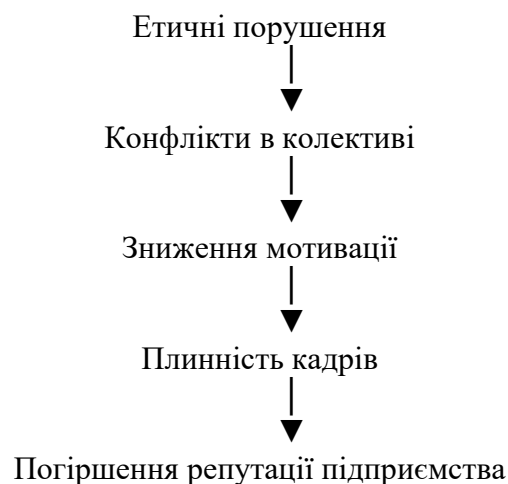 Етичні порушення
Конфлікти в колективі
Зниження мотивації
Плинність кадрів
Погіршення репутації підприємства